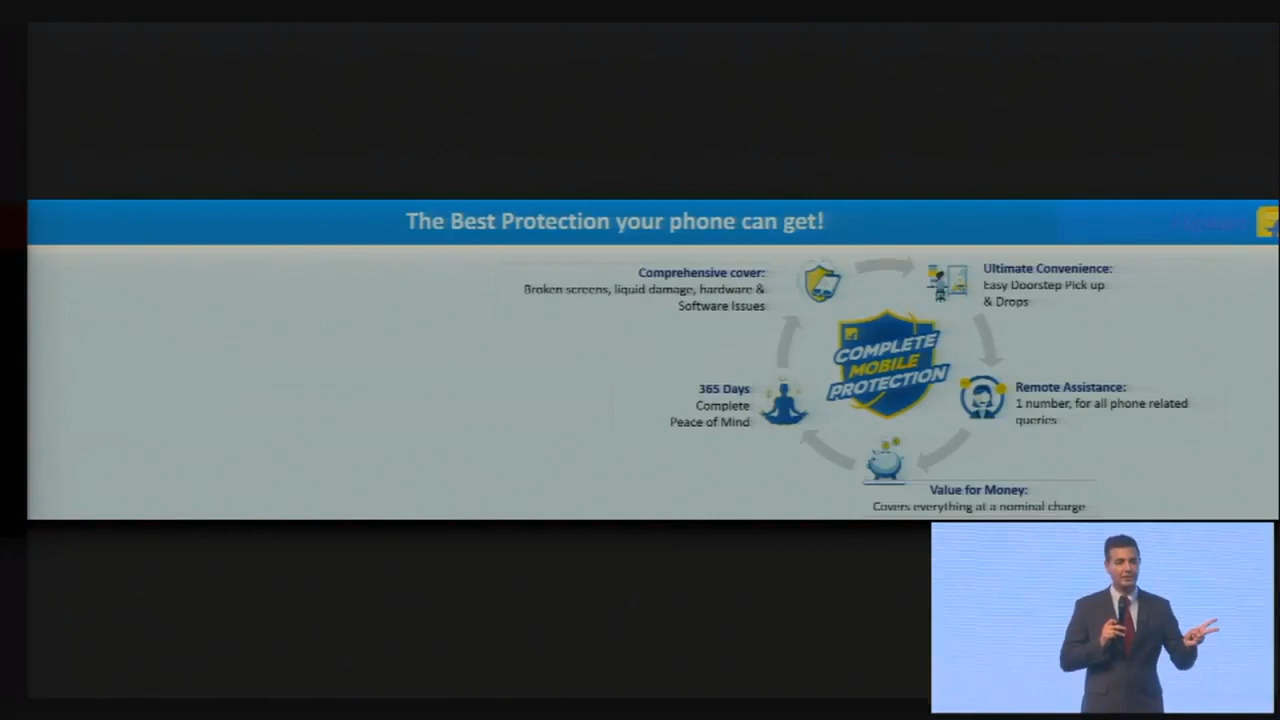 The Best Protection your phone can get!
Comprehensive cover:
Broken screens, liquid damage, hardware &
Software Issues
Ultimate Convenience:
Easy Doorstep Pick up
& Drops
COMPLETE
MOBILE
PROTECTION
365 Days
Complete
Peace of Mind
Remote Assistance:
1 number, for all phone related
queries
Value for Money:
Covers everything at a nominal charge